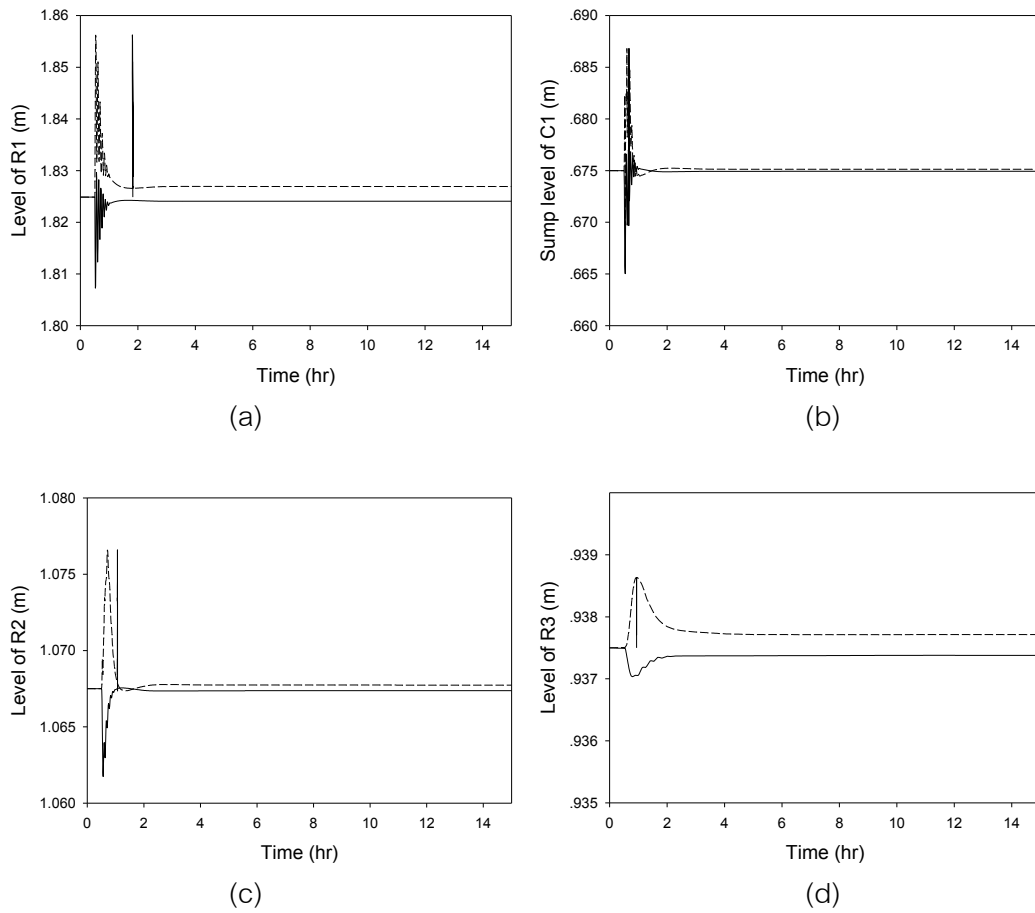 Level of R1 (m)
1.86
1.85
1.84
1.83
1.82
1.81
1.80
0 2 4 6 8 10 12 14
Time (hr)
(a)
Sump level of C1 (m)
.690
.685
.680
.675
.670
.665
.660
0 2 4 6 8 10 12 14
Time (hr)
(b)
Level of R2 (m)
1.080
1.075
1.070
1.065
1.060
0 2 4 6 8 10 12 14
Time (hr)
(c)
Level of R3 (m)
.939
.938
.937
.935
0 2 4 6 8 10 12 14
Time (hr)
(d)